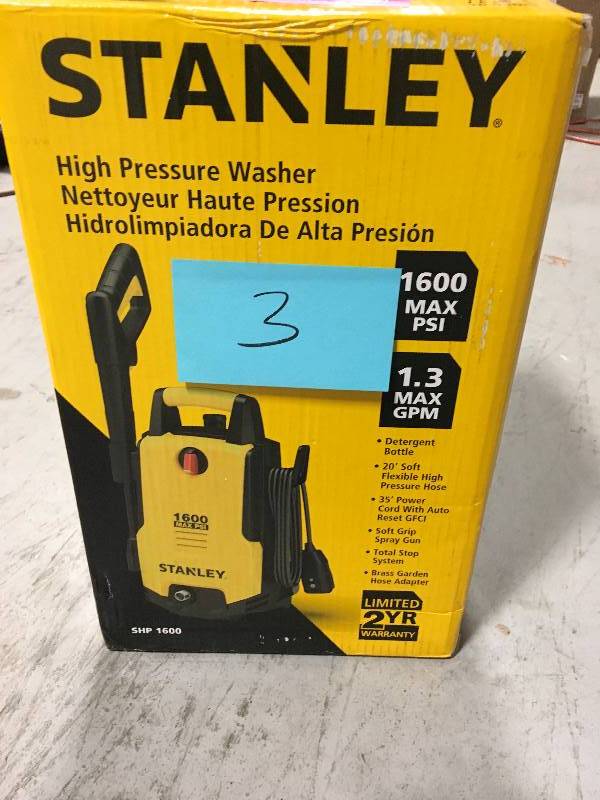 STANLEY®
High Pressure Washer
Nettoyeur Haute Pression
Hidrolimpiadora De Alta Presión
3
1600
MAX
PSI
1.3
MAX
GPM
• Detergent
Bottle
• 20' Soft
Flexible High
Pressure Hose
• 35' Power
Cord With Auto
Reset GFCI
• Soft Grip
Spray Gun
• Total Stop
System
• Brass Garden
Hose Adapter
1600
MAX PSI
STANLEY
LIMITED
2YR
WARRANTY
SHP 1600